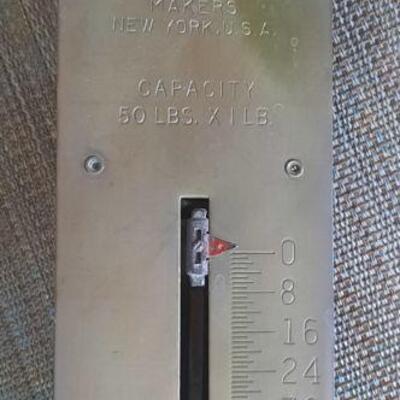 MAKERS
NEW YORK, U.S.A.
CAPACITY
50 LBS. X 1 LB.
0
8
16
24